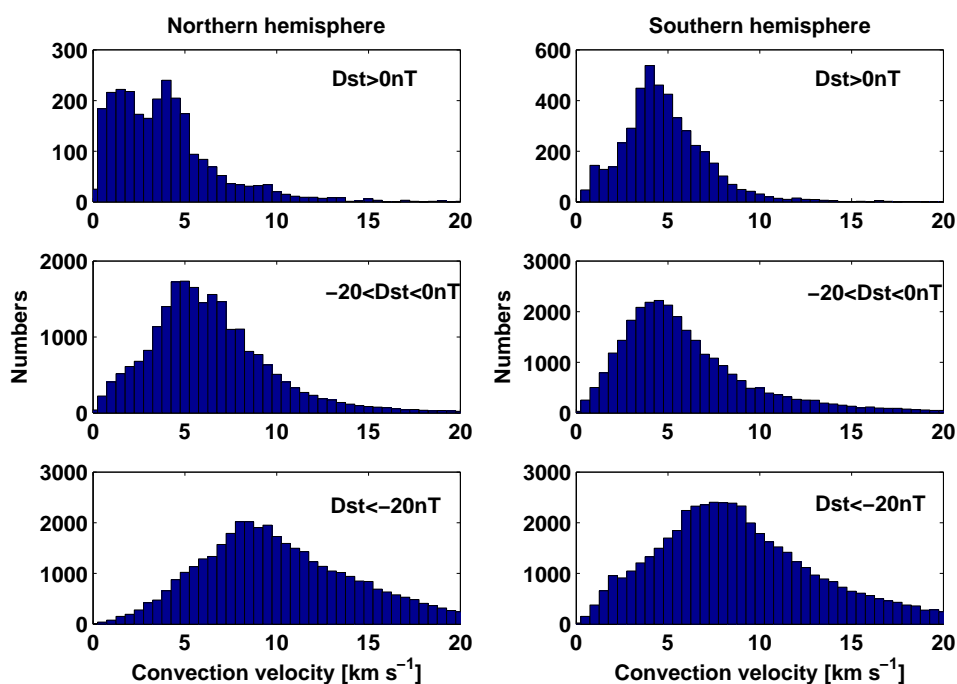 Northern hemisphere
Southern hemisphere
300
200
100
0
0 5 10 15 20
Dst>0nT
600
400
200
0
0 5 10 15 20
Dst>0nT
Numbers
2000
1000
0
0 5 10 15 20
−20<Dst<0nT
Numbers
3000
2000
1000
0
0 5 10 15 20
−20<Dst<0nT
3000
2000
1000
0
0 5 10 15 20
Dst<−20nT
Convection velocity [km s⁻¹]
3000
2000
1000
0
0 5 10 15 20
Dst<−20nT
Convection velocity [km s⁻¹]